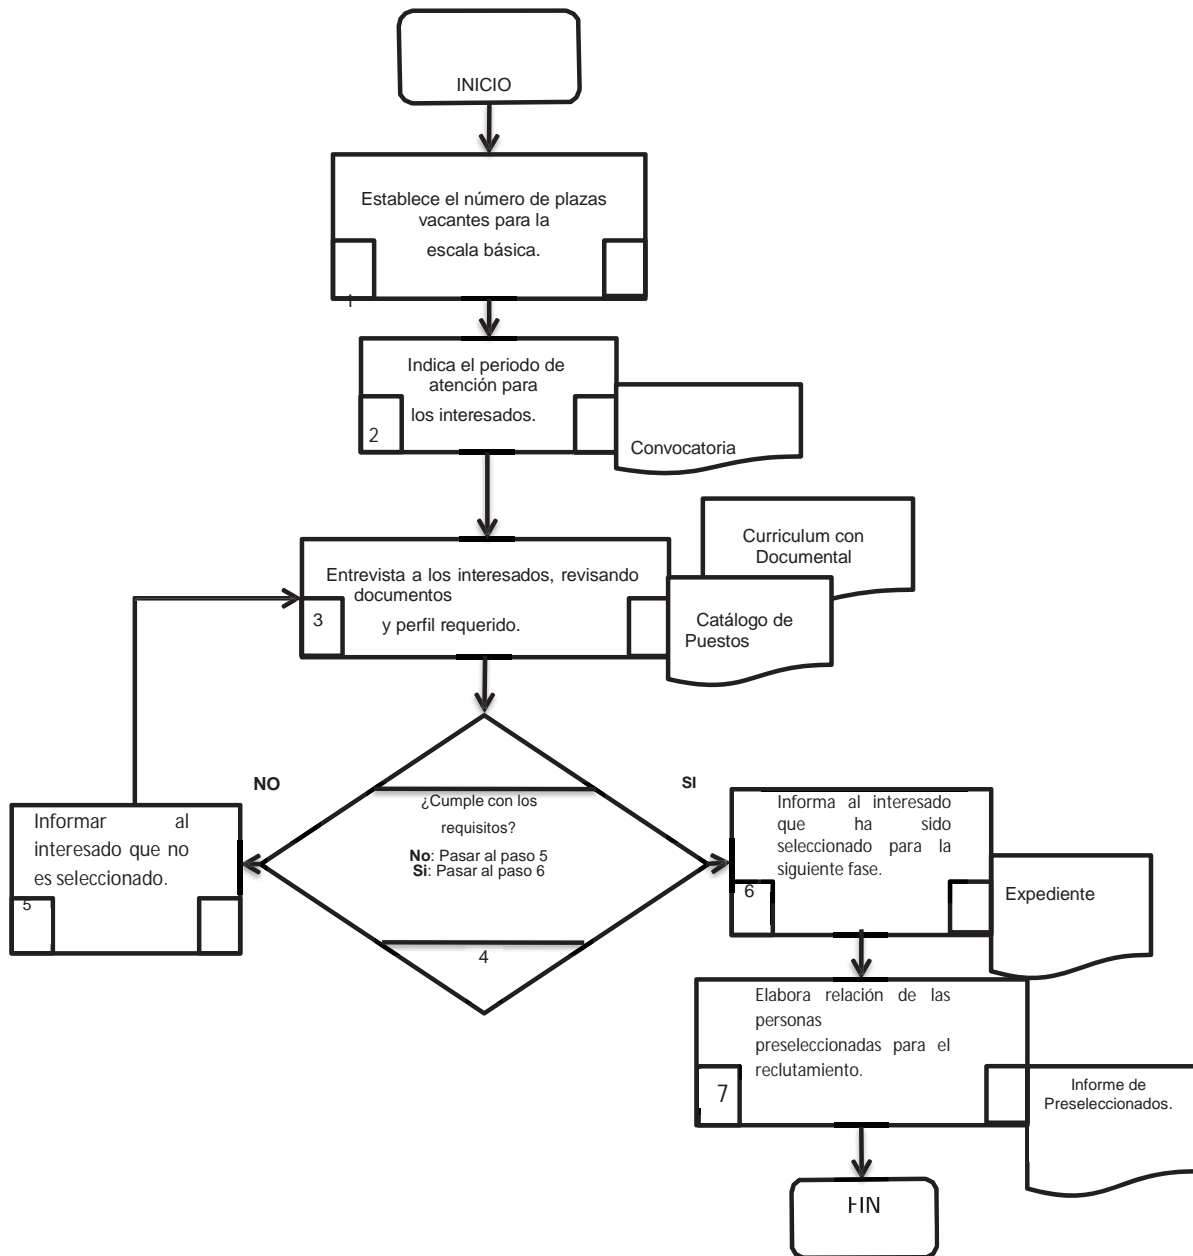 INICIO
Establece el número de plazas
vacantes para la
escala básica.
1
Indica el periodo de
atención para
los interesados.
2
Convocatoria
Curriculum con
Documental
Entrevista a los interesados, revisando
documentos
y perfil requerido.
3
Catálogo de
Puestos
NO
SI
¿Cumple con los
requisitos?
No: Pasar al paso 5
Si: Pasar al paso 6
4
Informar al
interesado que no
es seleccionado.
5
Informa al interesado
que ha sido
seleccionado para la
siguiente fase.
6
Expediente
Elabora relación de las
personas
preseleccionadas para el
reclutamiento.
7
Informe de
Preseleccionados.
FIN